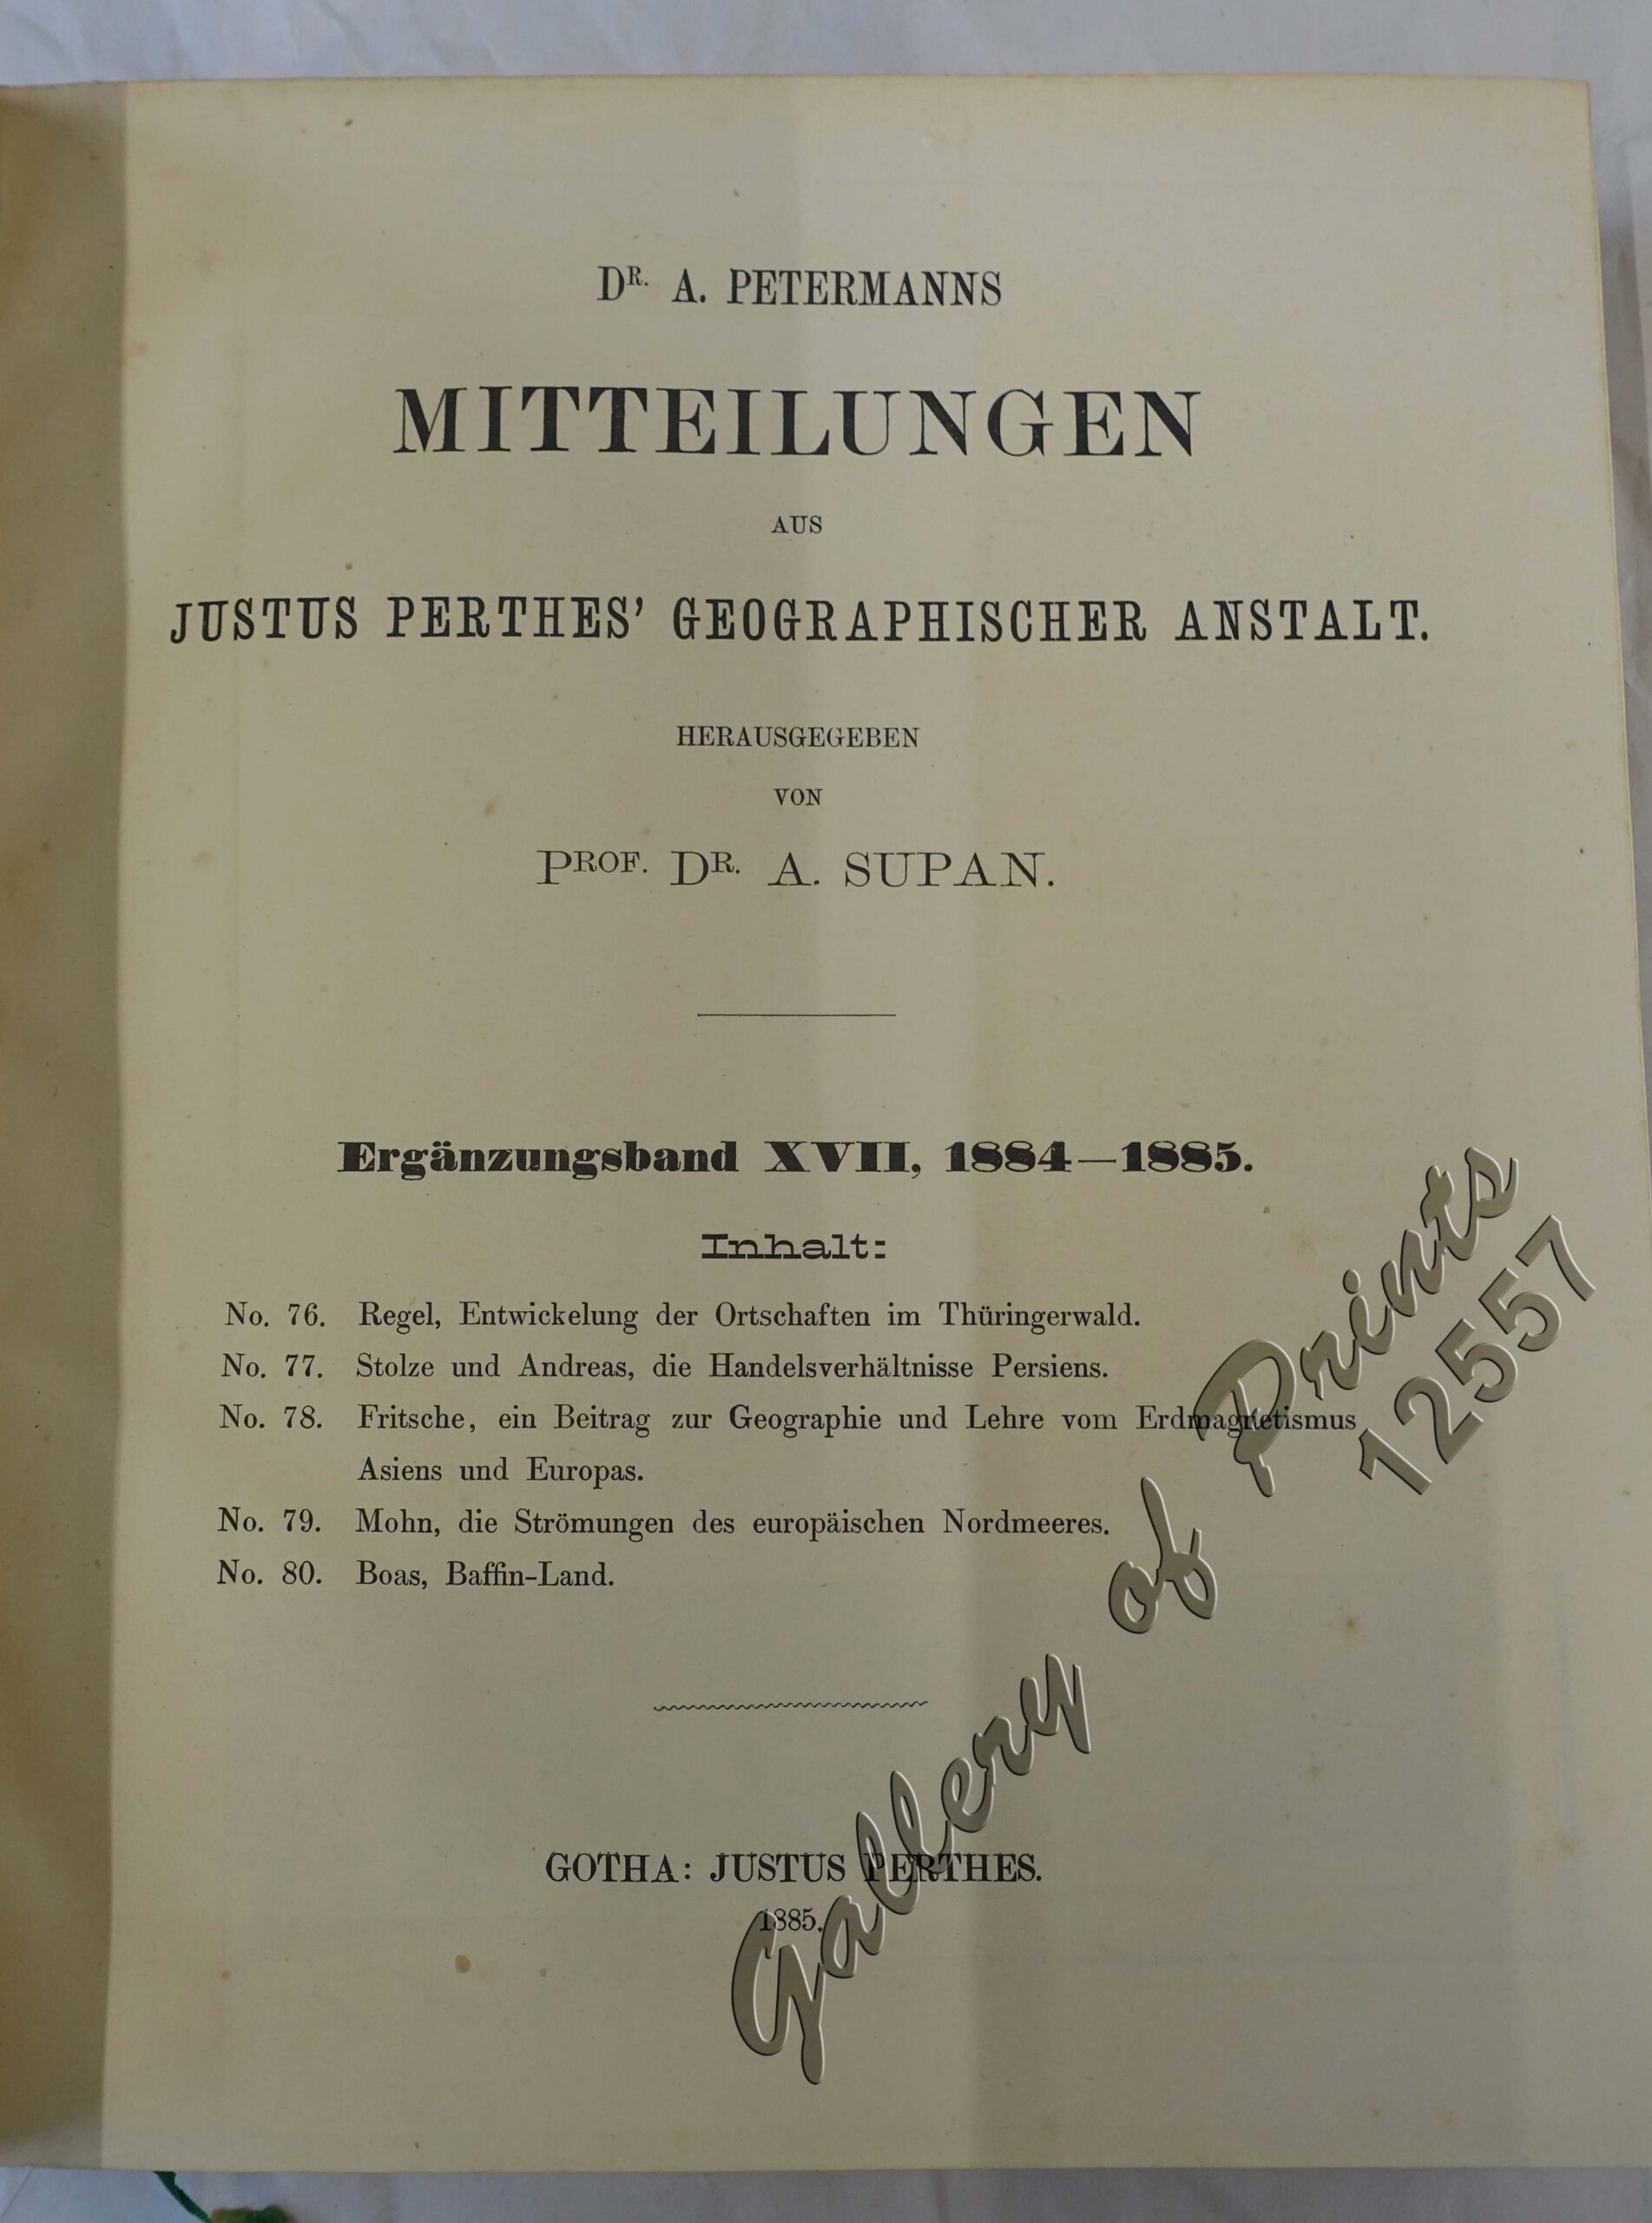 DR. A. PETERMANNS
MITTEILUNGEN
AUS
JUSTUS PERTHES' GEOGRAPHISCHER ANSTALT.
HERAUSGEGEBEN
VON
PROF. DR. A. SUPAN.
Ergänzungsband XVII, 1884—1885.
Inhalt:
No. 76. Regel, Entwickelung der Ortschaften im Thüringerwald.
No. 77. Stolze und Andreas, die Handelsverhältnisse Persiens.
No. 78. Fritsche, ein Beitrag zur Geographie und Lehre vom Erdmagnetismus
Asiens und Europas.
No. 79. Mohn, die Strömungen des europäischen Nordmeeres.
No. 80. Boas, Baffin-Land.
GOTHA: JUSTUS PERTHES.
1885.
Gallery of Prints
12557